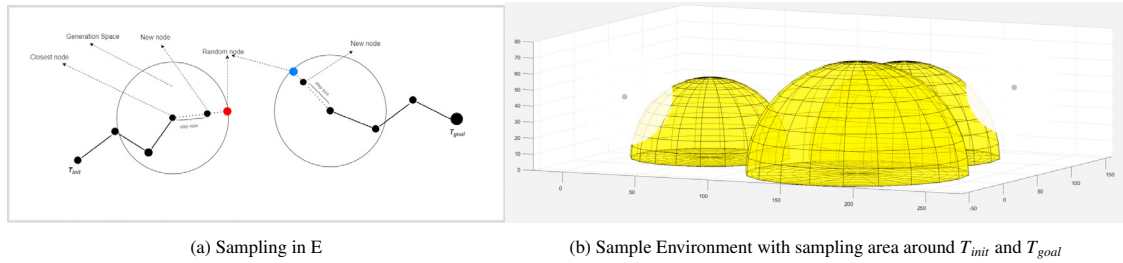 Generation Space
New node
Closest node
Random node
New node
step size
step size
T_init
T_goal
80
70
60
50
40
30
20
10
0
0
50
100
150
200
250
-50
0
50
100
150
(a) Sampling in E
(b) Sample Environment with sampling area around T_init and T_goal